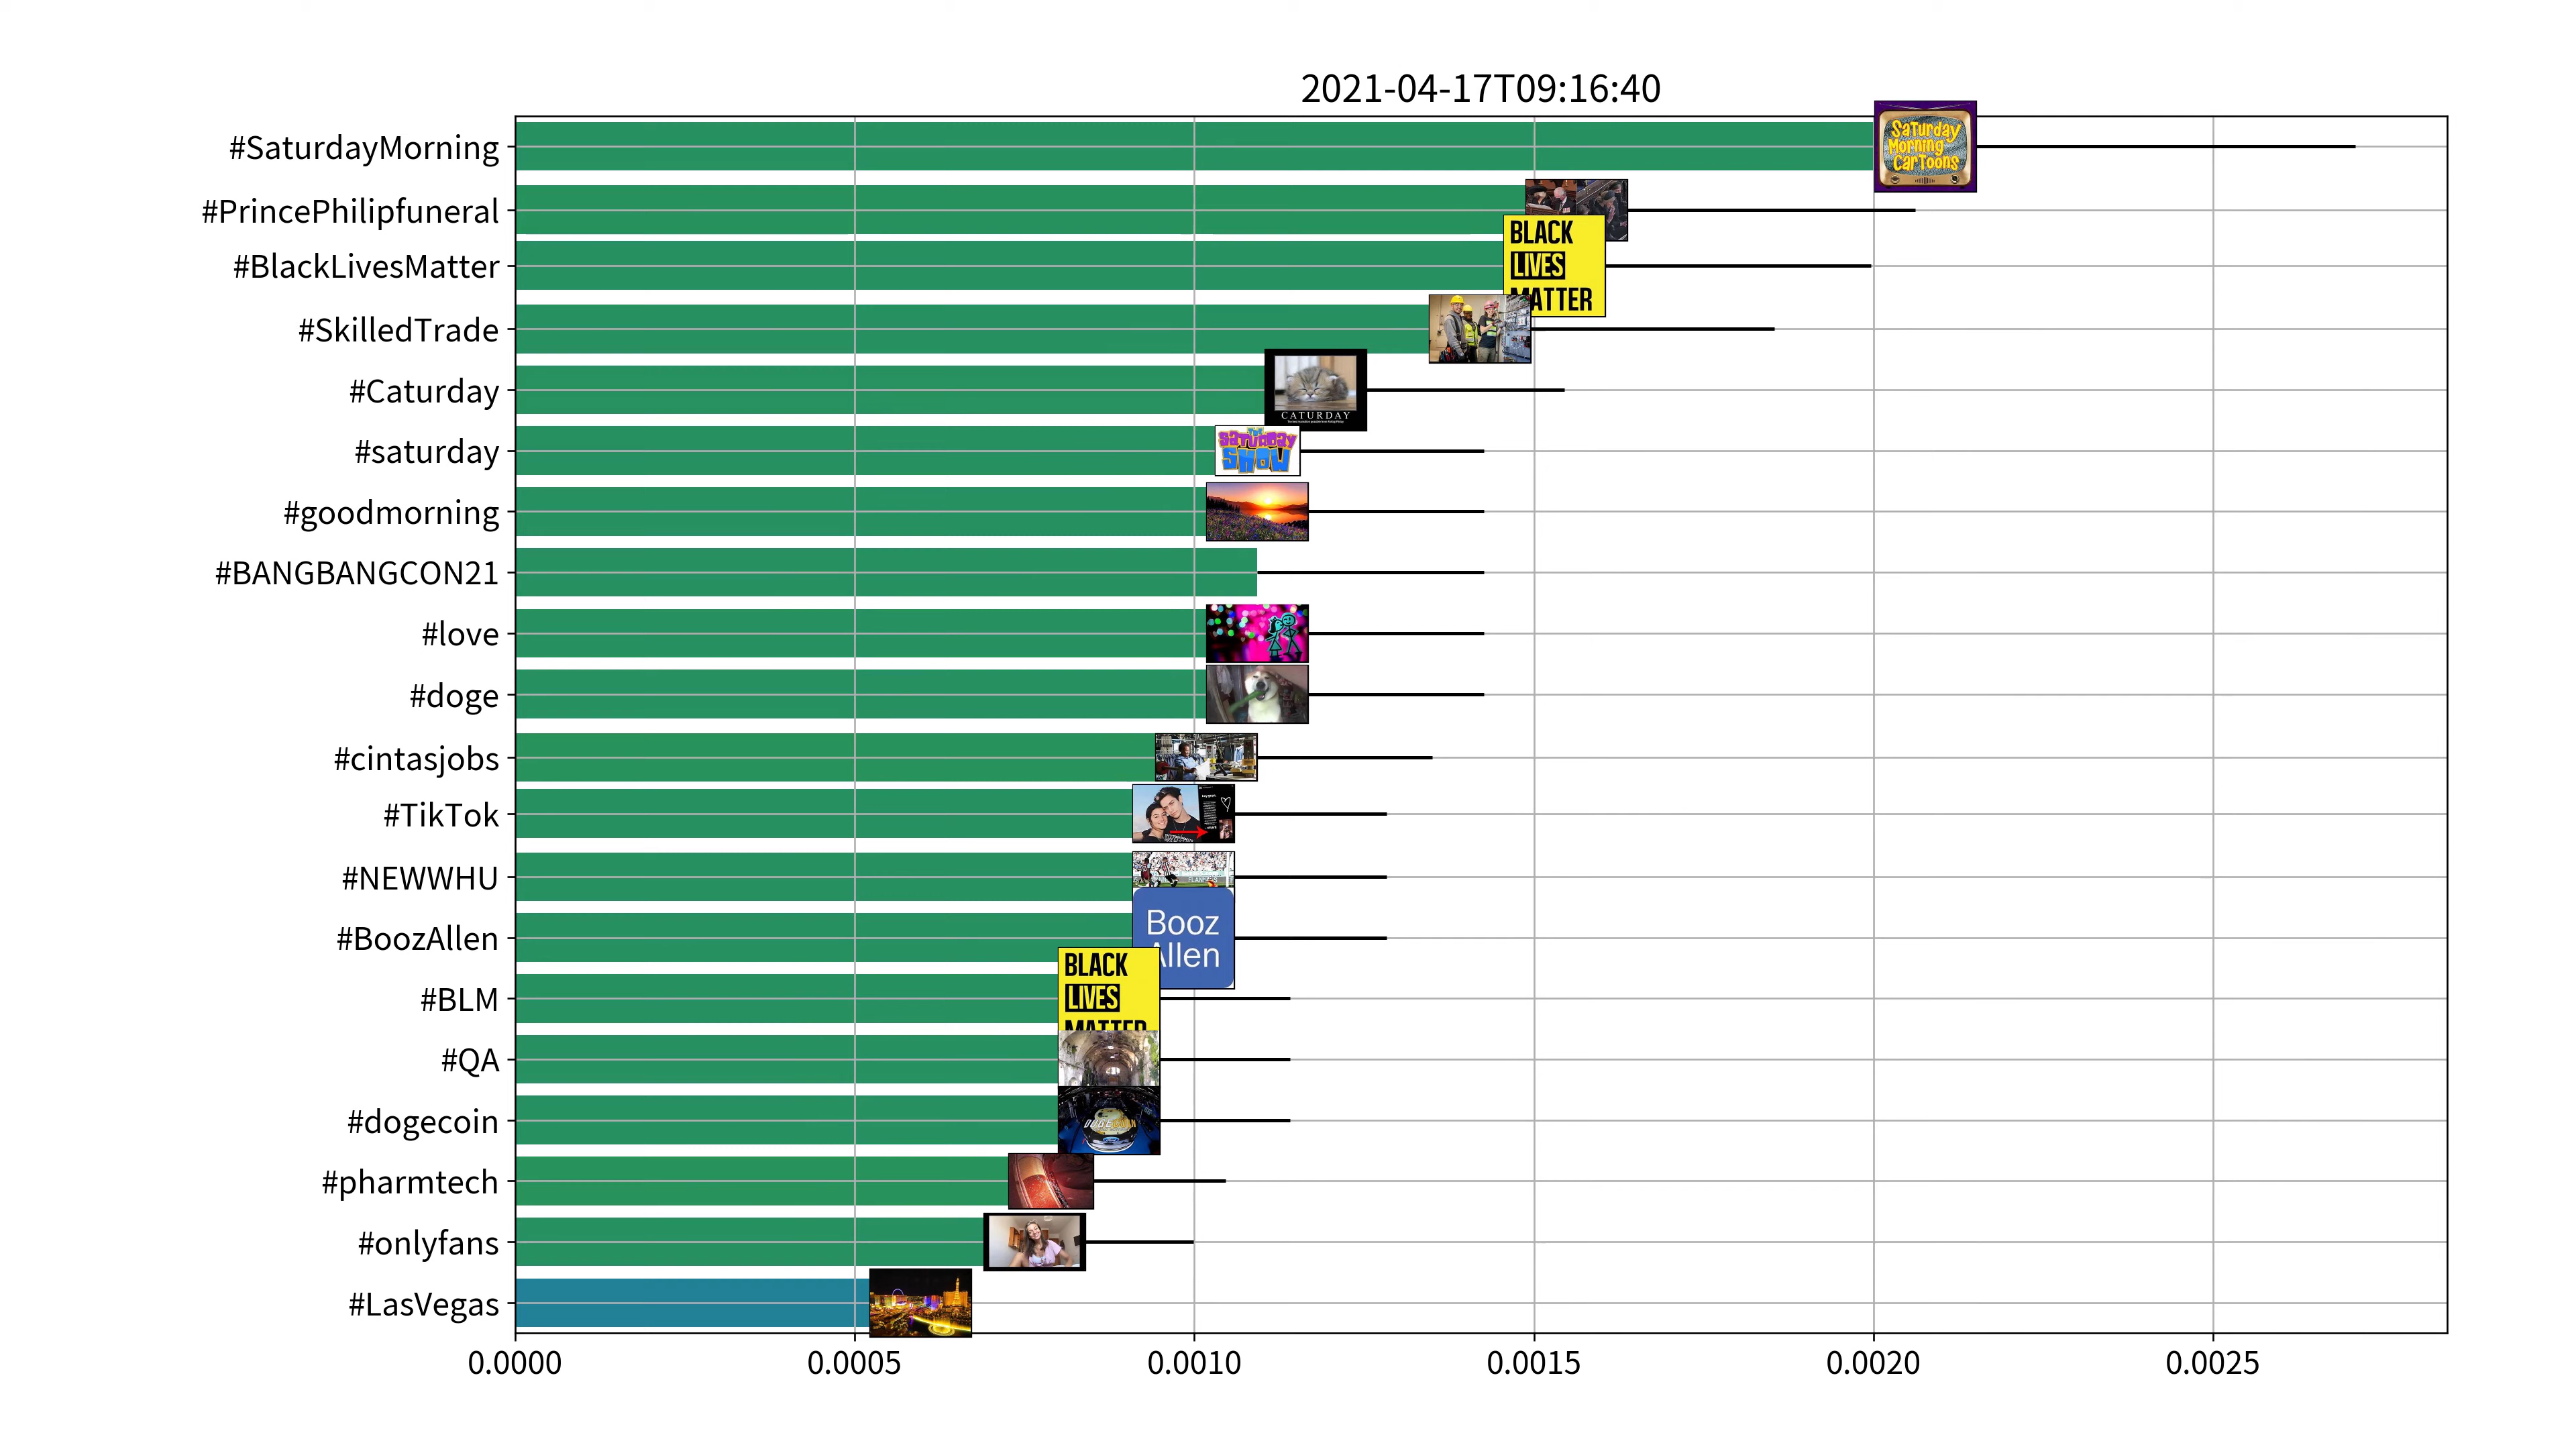 2021-04-17T09:16:40
#SaturdayMorning
SaTurday
Morning
CarToons
#PrincePhilipfuneral
#BlackLivesMatter
BLACK
LIVES
MATTER
#SkilledTrade
#Caturday
CATURDAY
#saturday
THE
SATURDAY
SHOW
#goodmorning
#BANGBANGCON21
#love
#doge
#cintasjobs
#TikTok
#NEWWHU
#BoozAllen
Booz
Allen
#BLM
BLACK
LIVES
MATTER
#QA
#dogecoin
#pharmtech
#onlyfans
#LasVegas
0.0000 0.0005 0.0010 0.0015 0.0020 0.0025